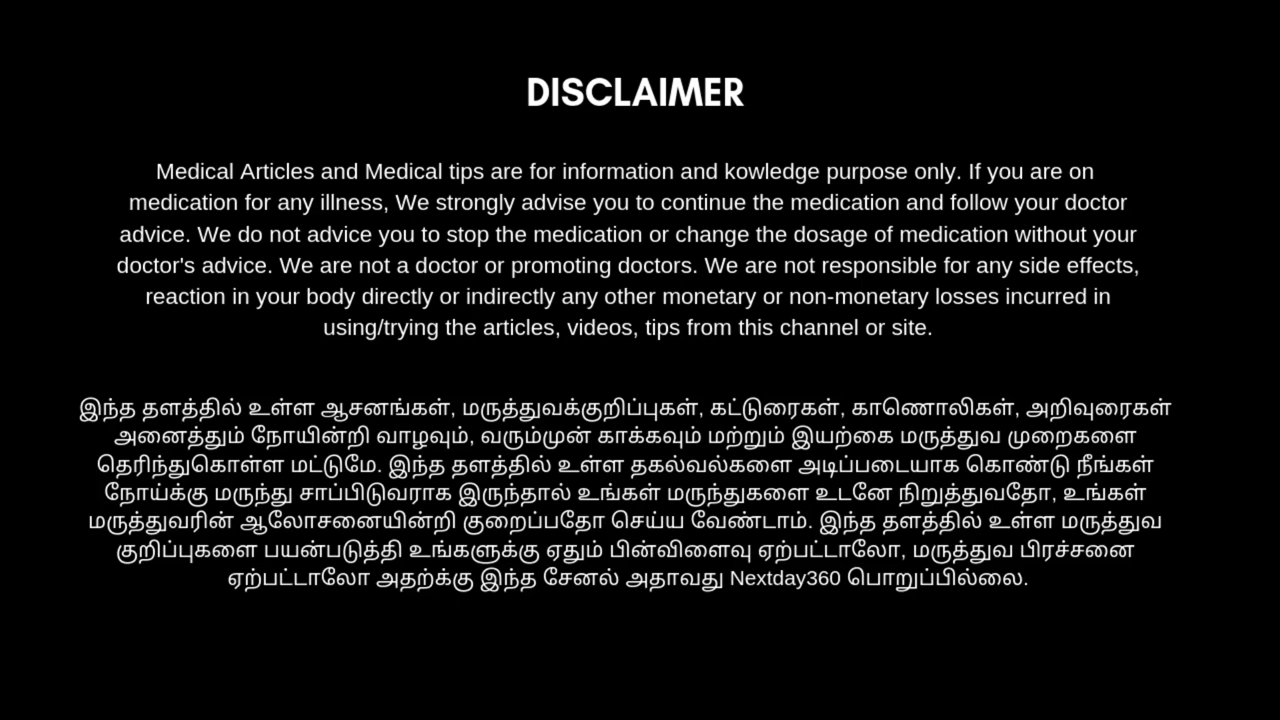 DISCLAIMER
Medical Articles and Medical tips are for information and kowledge purpose only. If you are on
medication for any illness, We strongly advise you to continue the medication and follow your doctor
advice. We do not advice you to stop the medication or change the dosage of medication without your
doctor's advice. We are not a doctor or promoting doctors. We are not responsible for any side effects,
reaction in your body directly or indirectly any other monetary or non-monetary losses incurred in
using/trying the articles, videos, tips from this channel or site.
இந்த தளத்தில் உள்ள ஆசனங்கள், மருத்துவக்குறிப்புகள், கட்டுரைகள், காணொலிகள், அறிவுரைகள்
அனைத்தும் நோயின்றி வாழவும், வரும்முன் காக்கவும் மற்றும் இயற்கை மருத்துவ முறைகளை
தெரிந்துகொள்ள மட்டுமே. இந்த தளத்தில் உள்ள தகல்வல்களை அடிப்படையாக கொண்டு நீங்கள்
நோய்க்கு மருந்து சாப்பிடுவராக இருந்தால் உங்கள் மருந்துகளை உடனே நிறுத்துவதோ, உங்கள்
மருத்துவரின் ஆலோசனையின்றி குறைப்பதோ செய்ய வேண்டாம். இந்த தளத்தில் உள்ள மருத்துவ
குறிப்புகளை பயன்படுத்தி உங்களுக்கு ஏதும் பின்விளைவு ஏற்பட்டாலோ, மருத்துவ பிரச்சனை
ஏற்பட்டாலோ அதற்க்கு இந்த சேனல் அதாவது Nextday360 பொறுப்பில்லை.